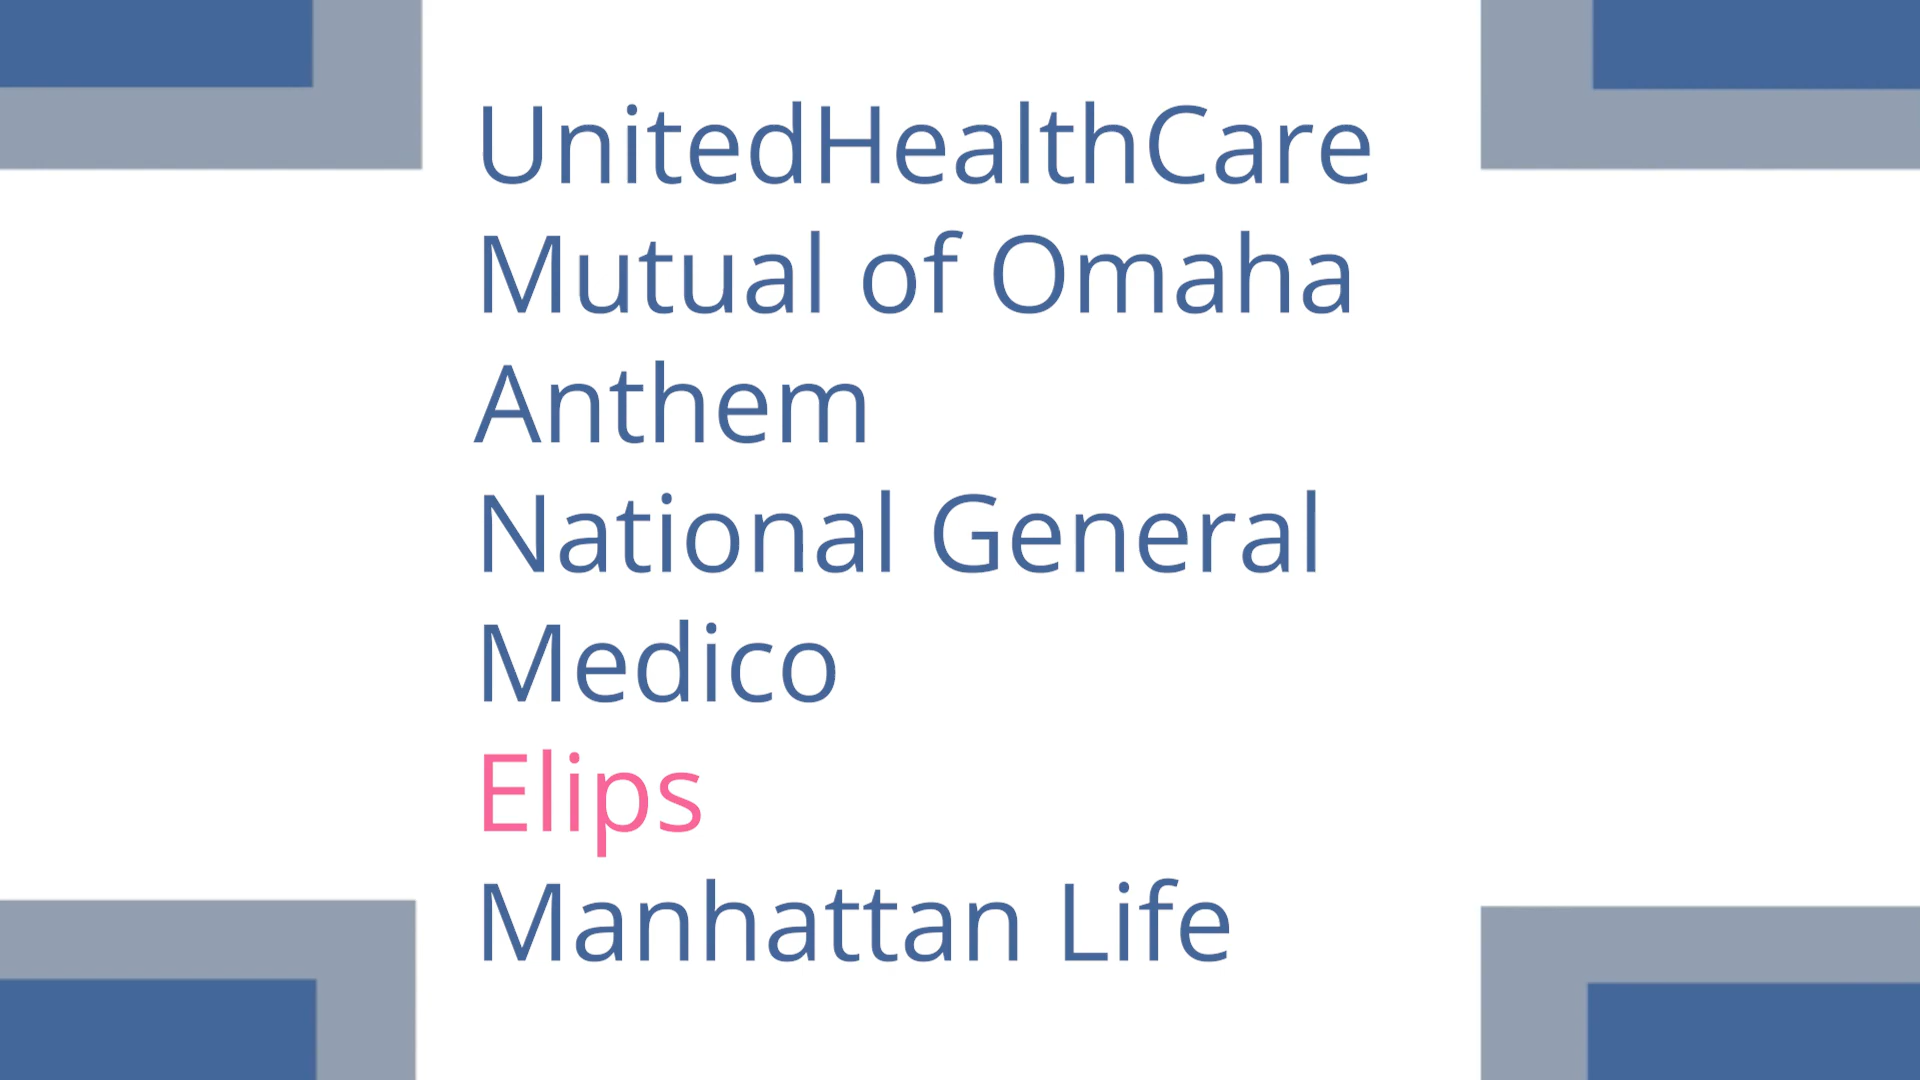 UnitedHealthCare
Mutual of Omaha
Anthem
National General
Medico
Elips
Manhattan Life